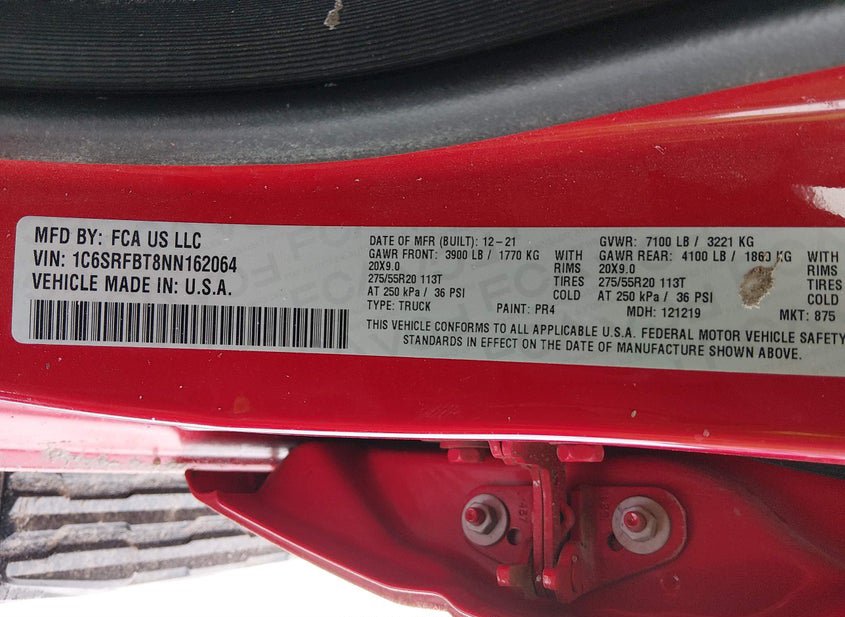 MFD BY: FCA US LLC
VIN: 1C6SRFBT8NN162064
VEHICLE MADE IN: U.S.A.
DATE OF MFR (BUILT): 12-21
GAWR FRONT: 3900 LB / 1770 KG WITH
20X9.0 RIMS
275/55R20 113T TIRES
AT 250 kPa / 36 PSI COLD
TYPE: TRUCK PAINT: PR4
GVWR: 7100 LB / 3221 KG
GAWR REAR: 4100 LB / 1860 KG WITH
20X9.0 RIMS
275/55R20 113T TIRES
AT 250 kPa / 36 PSI COLD
MDH: 121219 MKT: 875
THIS VEHICLE CONFORMS TO ALL APPLICABLE U.S.A. FEDERAL MOTOR VEHICLE SAFETY
STANDARDS IN EFFECT ON THE DATE OF MANUFACTURE SHOWN ABOVE.